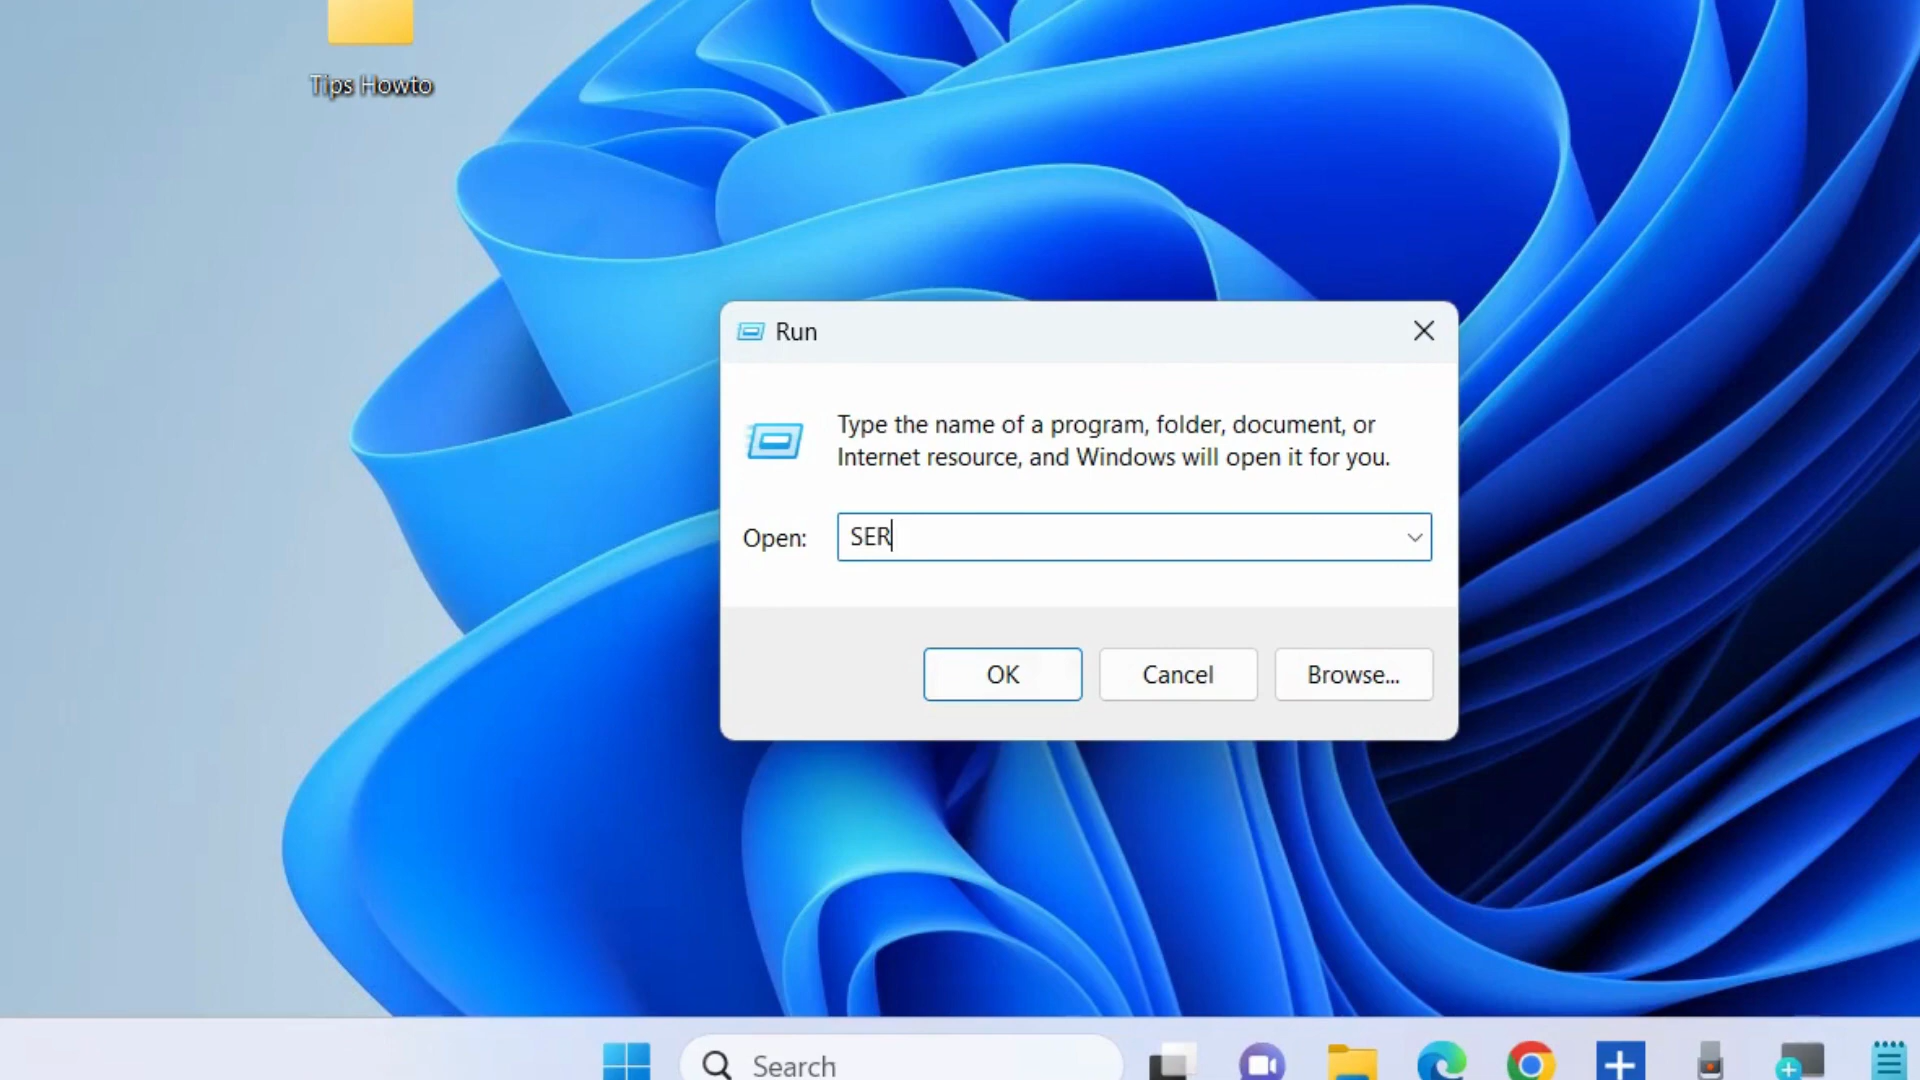 Tips Howto
Run
Type the name of a program, folder, document, or
Internet resource, and Windows will open it for you.
Open: SER
OK Cancel Browse...
Search